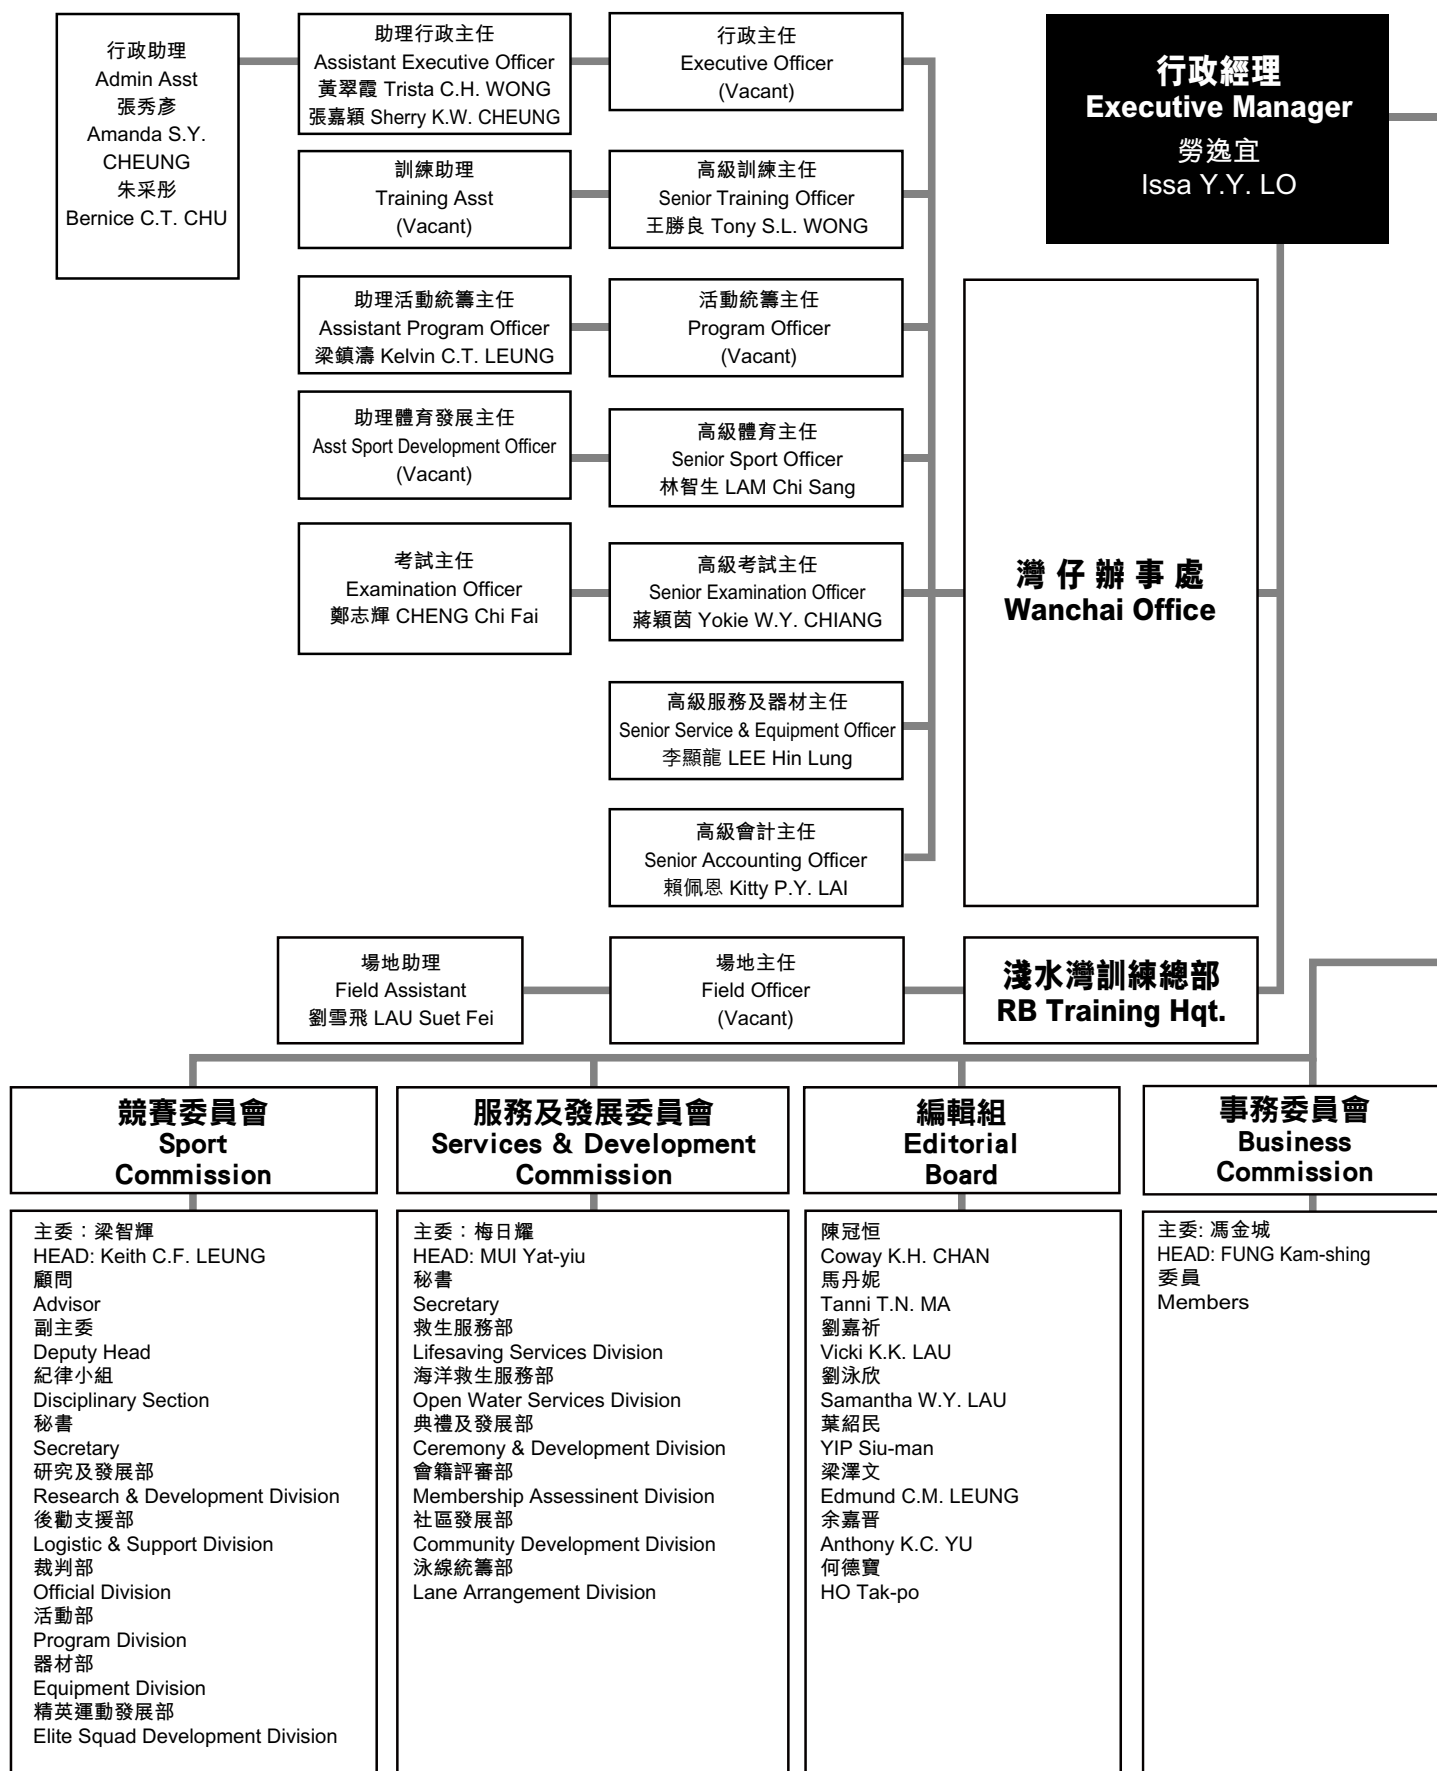 行政助理
Admin Asst
張秀彥
Amanda S.Y.
CHEUNG
朱采彤
Bernice C.T. CHU
助理行政主任
Assistant Executive Officer
黃翠霞 Trista C.H. WONG
張嘉穎 Sherry K.W. CHEUNG
行政主任
Executive Officer
(Vacant)
行政經理
Executive Manager
勞逸宜
Issa Y.Y. LO
訓練助理
Training Asst
(Vacant)
高級訓練主任
Senior Training Officer
王勝良 Tony S.L. WONG
助理活動統籌主任
Assistant Program Officer
梁鎮濤 Kelvin C.T. LEUNG
活動統籌主任
Program Officer
(Vacant)
助理體育發展主任
Asst Sport Development Officer
(Vacant)
高級體育主任
Senior Sport Officer
林智生 LAM Chi Sang
考試主任
Examination Officer
鄭志輝 CHENG Chi Fai
高級考試主任
Senior Examination Officer
蔣穎茵 Yokie W.Y. CHIANG
灣仔辦事處
Wanchai Office
高級服務及器材主任
Senior Service & Equipment Officer
李顯龍 LEE Hin Lung
高級會計主任
Senior Accounting Officer
賴佩恩 Kitty P.Y. LAI
場地助理
Field Assistant
劉雪飛 LAU Suet Fei
場地主任
Field Officer
(Vacant)
淺水灣訓練總部
RB Training Hqt.
競賽委員會
Sport
Commission
主委：梁智輝
HEAD: Keith C.F. LEUNG
顧問
Advisor
副主委
Deputy Head
紀律小組
Disciplinary Section
秘書
Secretary
研究及發展部
Research & Development Division
後勤支援部
Logistic & Support Division
裁判部
Official Division
活動部
Program Division
器材部
Equipment Division
精英運動發展部
Elite Squad Development Division
服務及發展委員會
Services & Development
Commission
主委：梅日耀
HEAD: MUI Yat-yiu
秘書
Secretary
救生服務部
Lifesaving Services Division
海洋救生服務部
Open Water Services Division
典禮及發展部
Ceremony & Development Division
會籍評審部
Membership Assessinent Division
社區發展部
Community Development Division
泳線統籌部
Lane Arrangement Division
編輯組
Editorial
Board
陳冠恒
Coway K.H. CHAN
馬丹妮
Tanni T.N. MA
劉嘉祈
Vicki K.K. LAU
劉泳欣
Samantha W.Y. LAU
葉紹民
YIP Siu-man
梁澤文
Edmund C.M. LEUNG
余嘉晋
Anthony K.C. YU
何德寶
HO Tak-po
事務委員會
Business
Commission
主委: 馮金城
HEAD: FUNG Kam-shing
委員
Members